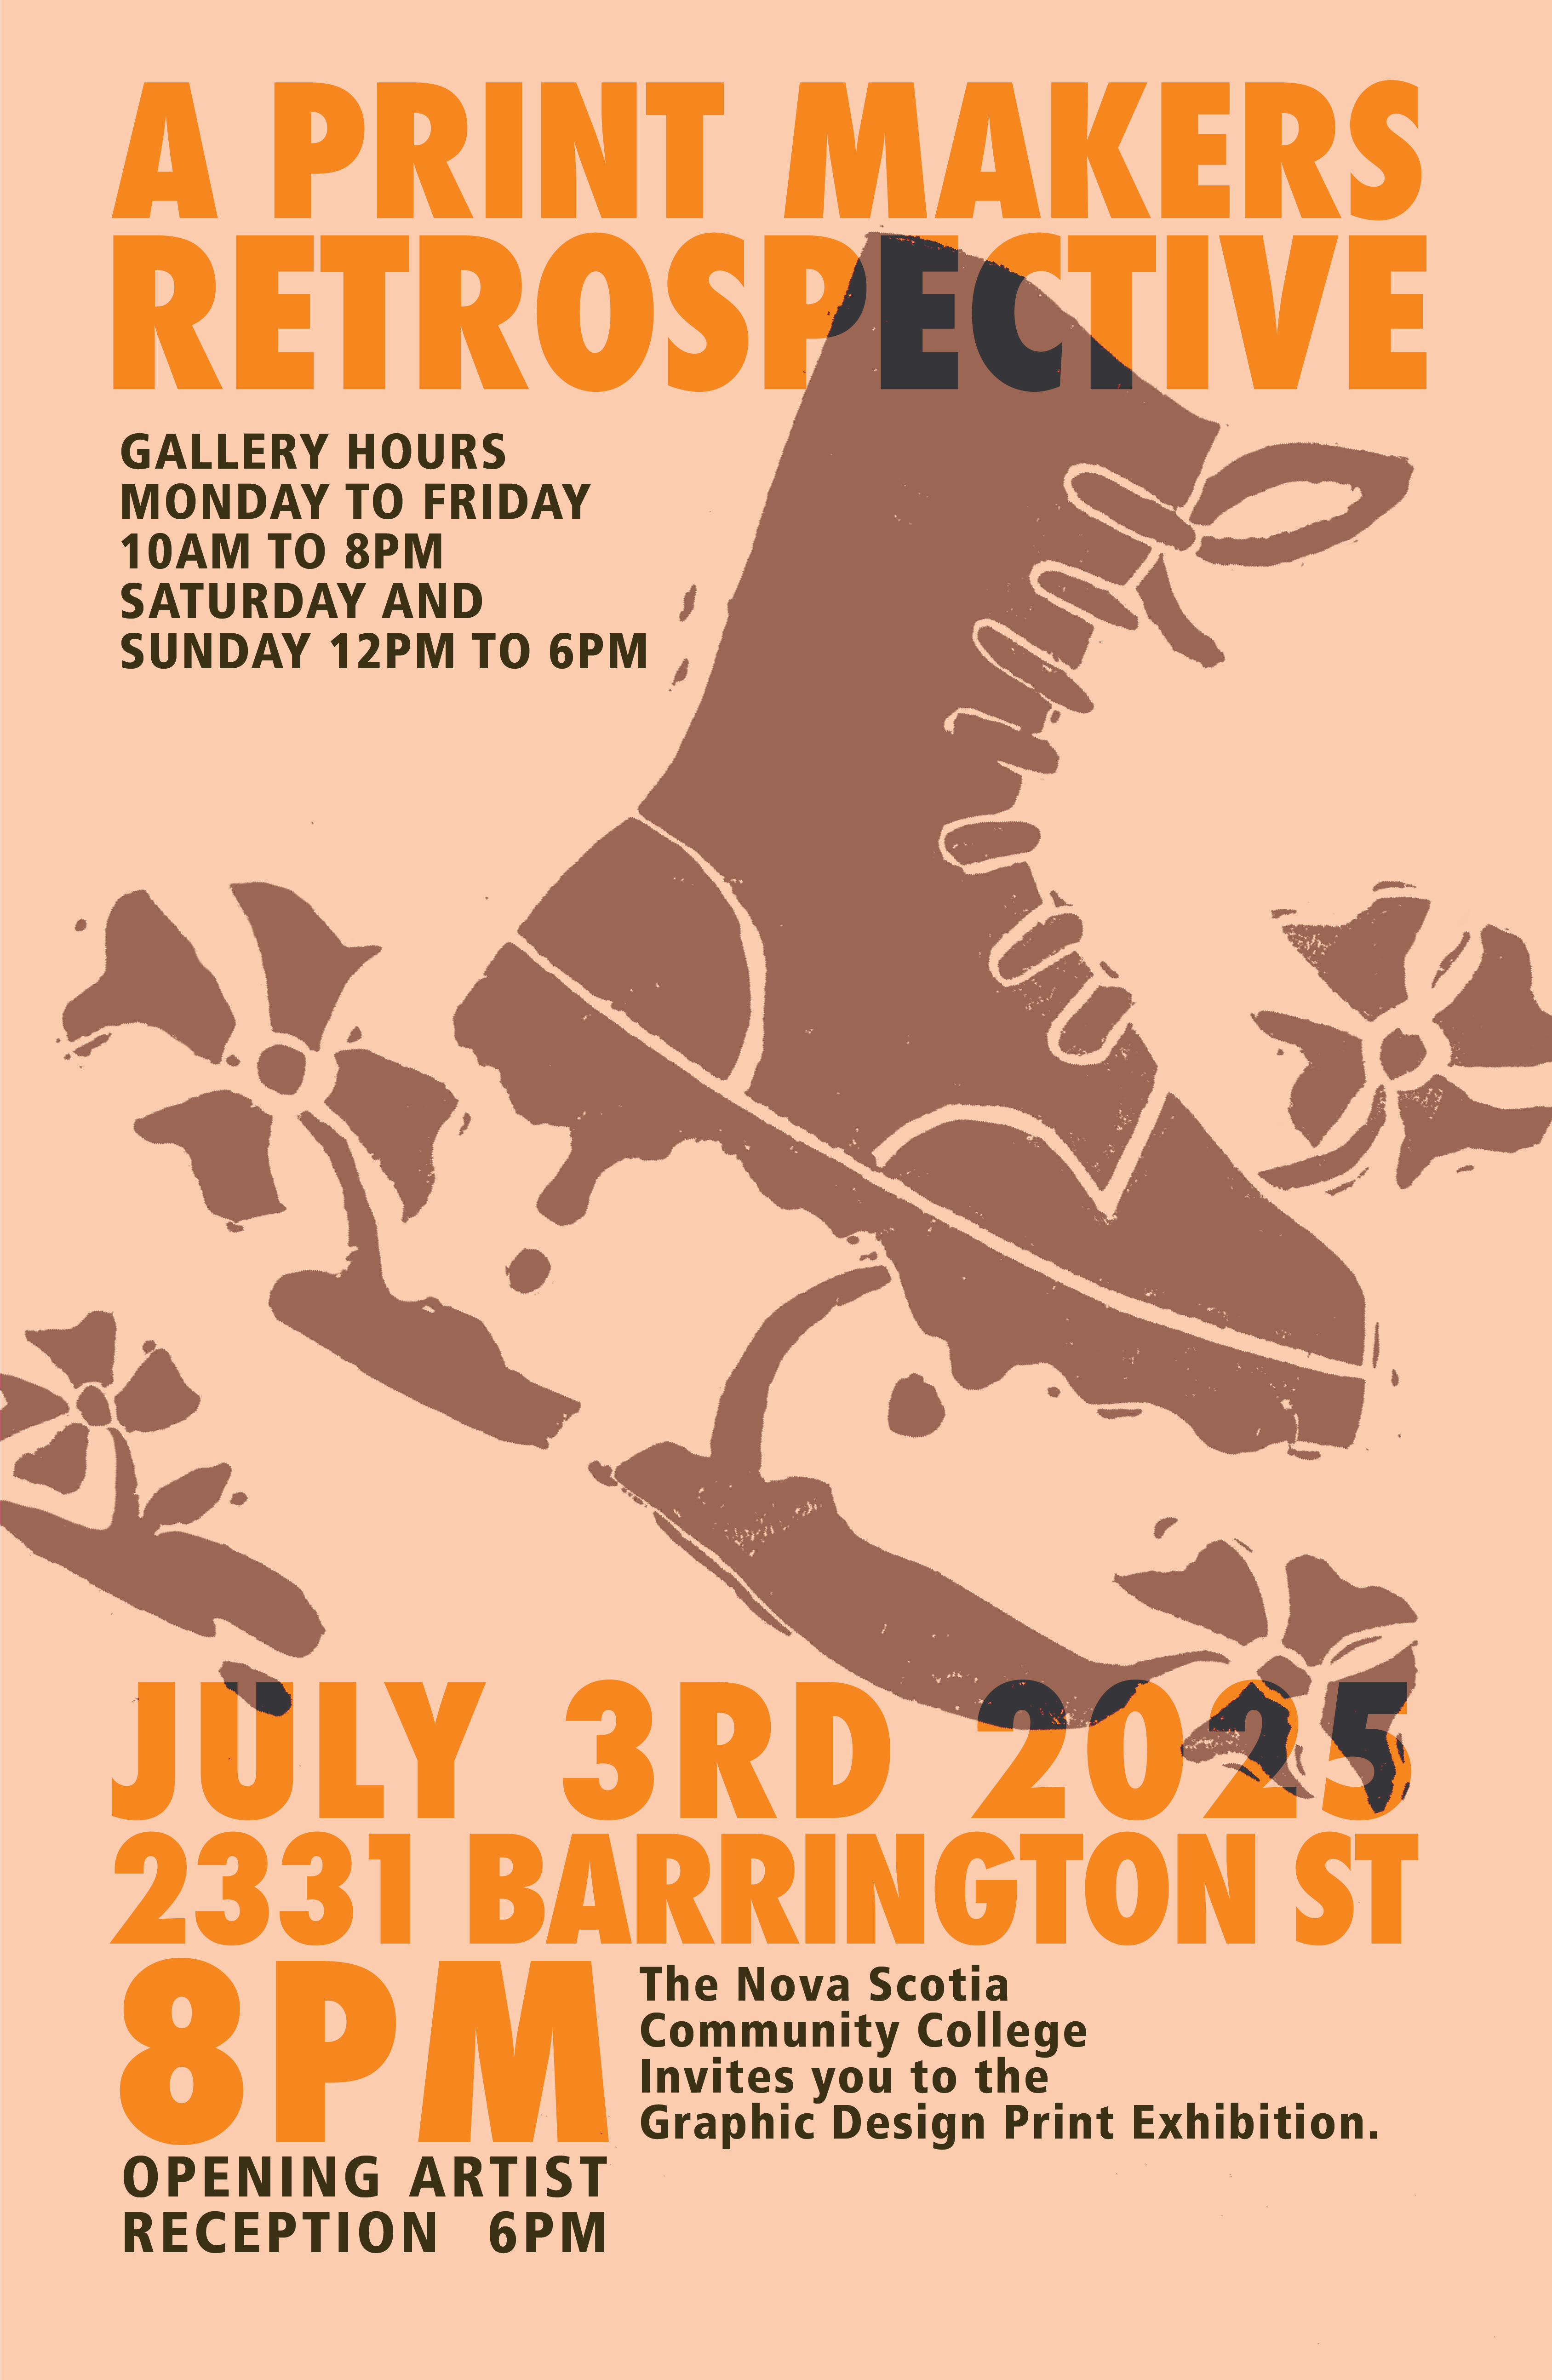 A PRINT MAKERS
RETROSPECTIVE
GALLERY HOURS
MONDAY TO FRIDAY
10AM TO 8PM
SATURDAY AND
SUNDAY 12PM TO 6PM
JULY 3RD 2025
2331 BARRINGTON ST
8PM
The Nova Scotia
Community College
Invites you to the
Graphic Design Print Exhibition.
OPENING ARTIST
RECEPTION 6PM